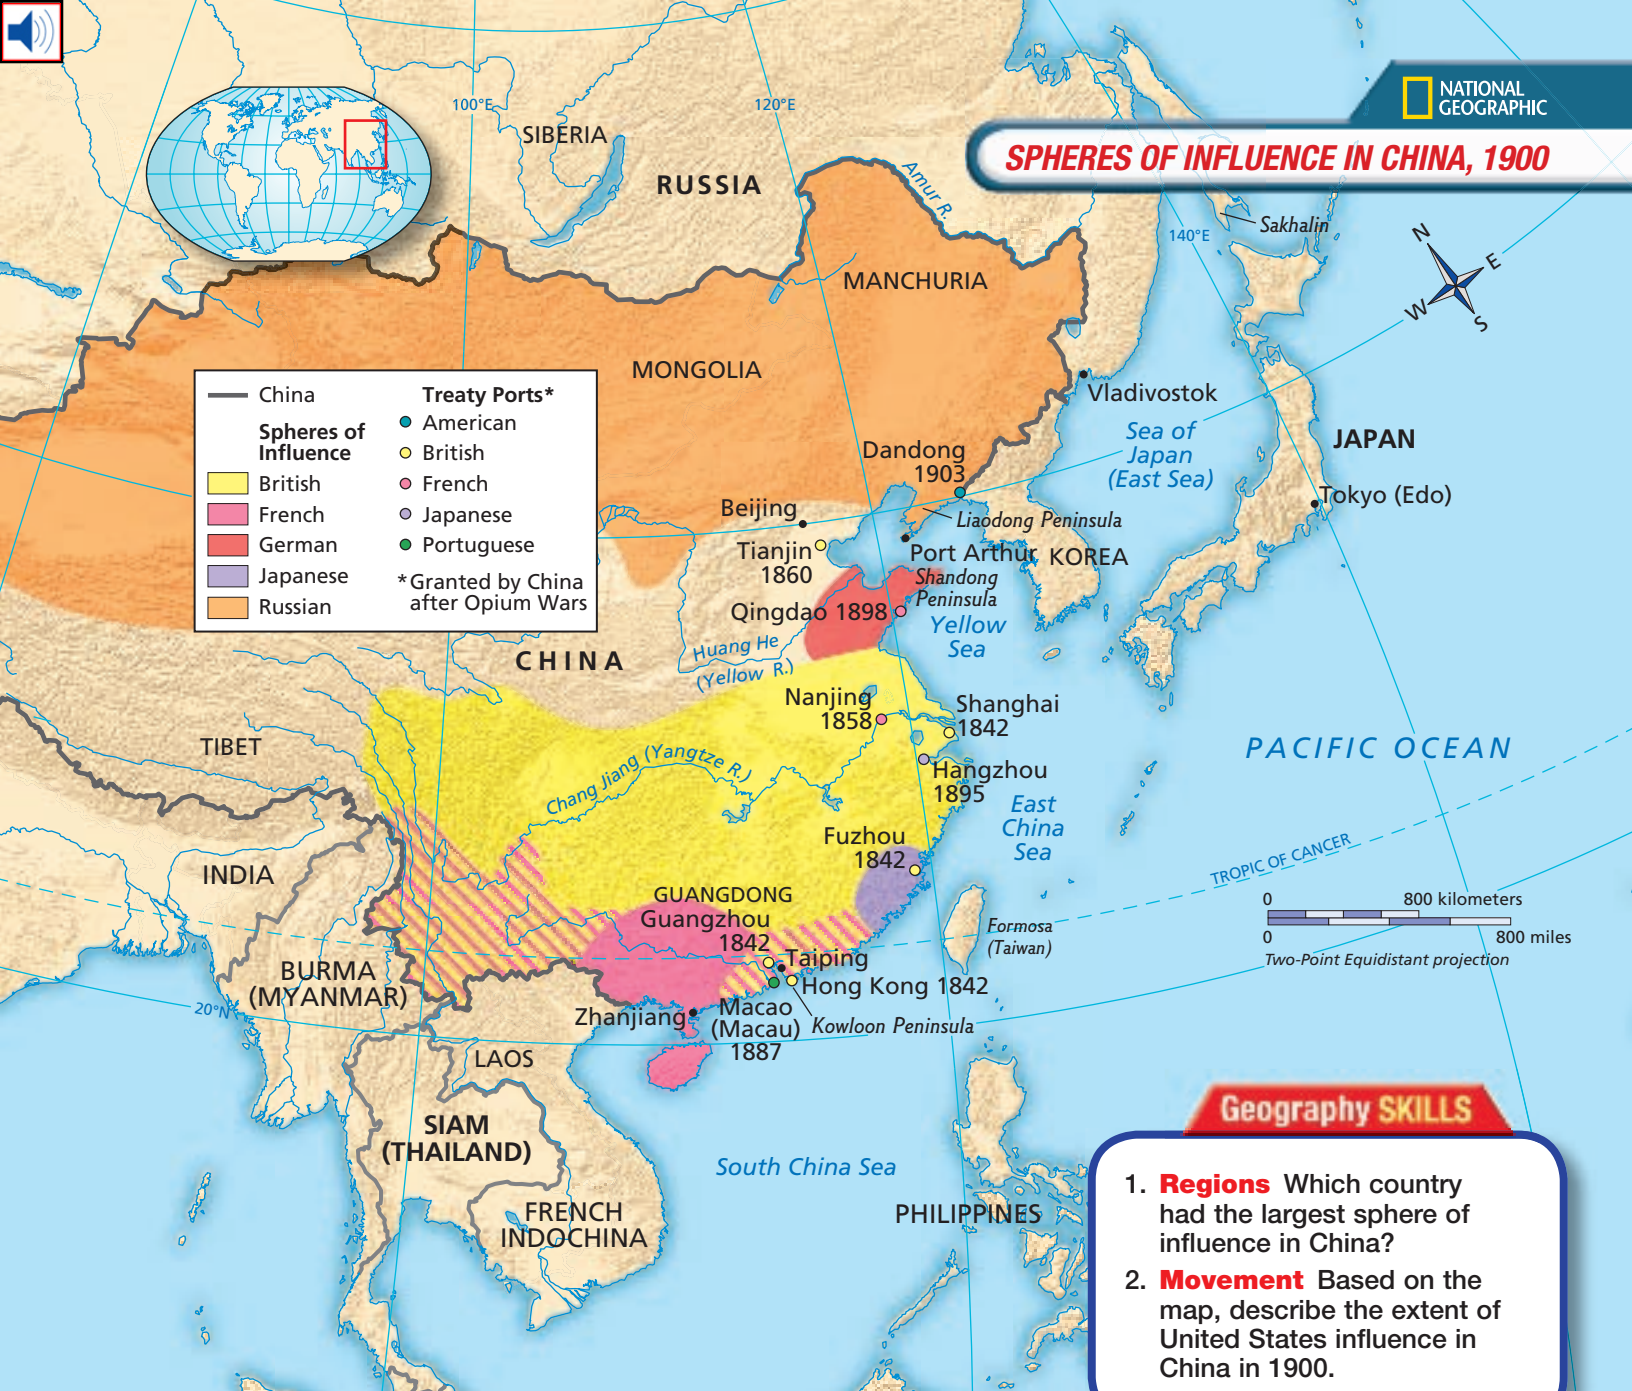 NATIONAL
GEOGRAPHIC
SPHERES OF INFLUENCE IN CHINA, 1900
100°E
120°E
140°E
SIBERIA
RUSSIA
Amur R.
Sakhalin
N
E
W
S
MANCHURIA
MONGOLIA
Vladivostok
Sea of
Japan
(East Sea)
JAPAN
Tokyo (Edo)
China
Spheres of
Influence
British
French
German
Japanese
Russian
Treaty Ports*
American
British
French
Japanese
Portuguese
*Granted by China
after Opium Wars
Dandong
1903
Beijing
Liaodong Peninsula
Tianjin
1860
Port Arthur
KOREA
Shandong
Peninsula
Qingdao 1898
Yellow
Sea
Huang He
(Yellow R.)
CHINA
Nanjing
1858
Shanghai
1842
TIBET
Chang Jiang (Yangtze R.)
Hangzhou
1895
PACIFIC OCEAN
East
China
Sea
Fuzhou
1842
TROPIC OF CANCER
INDIA
GUANGDONG
Guangzhou
1842
Formosa
(Taiwan)
0
800 kilometers
0
800 miles
Two-Point Equidistant projection
Taiping
BURMA
(MYANMAR)
Hong Kong 1842
20°N
Zhanjiang
Macao
(Macau)
1887
Kowloon Peninsula
LAOS
SIAM
(THAILAND)
South China Sea
FRENCH
INDOCHINA
PHILIPPINES
Geography SKILLS
1. Regions Which country
had the largest sphere of
influence in China?
2. Movement Based on the
map, describe the extent of
United States influence in
China in 1900.